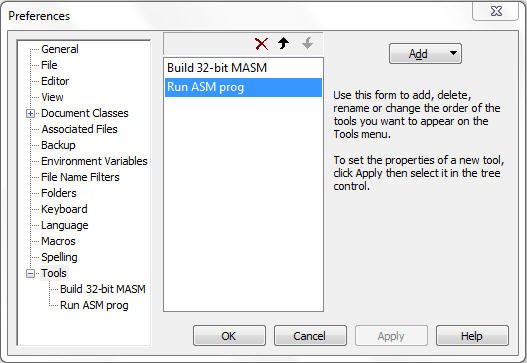 Preferences
General
File
Editor
View
Document Classes
Associated Files
Backup
Environment Variables
File Name Filters
Folders
Keyboard
Language
Macros
Spelling
Tools
Build 32-bit MASM
Run ASM prog
Build 32-bit MASM
Run ASM prog
Add
Use this form to add, delete,
rename or change the order of the
tools you want to appear on the
Tools menu.
To set the properties of a new tool,
click Apply then select it in the tree
control.
OK
Cancel
Apply
Help